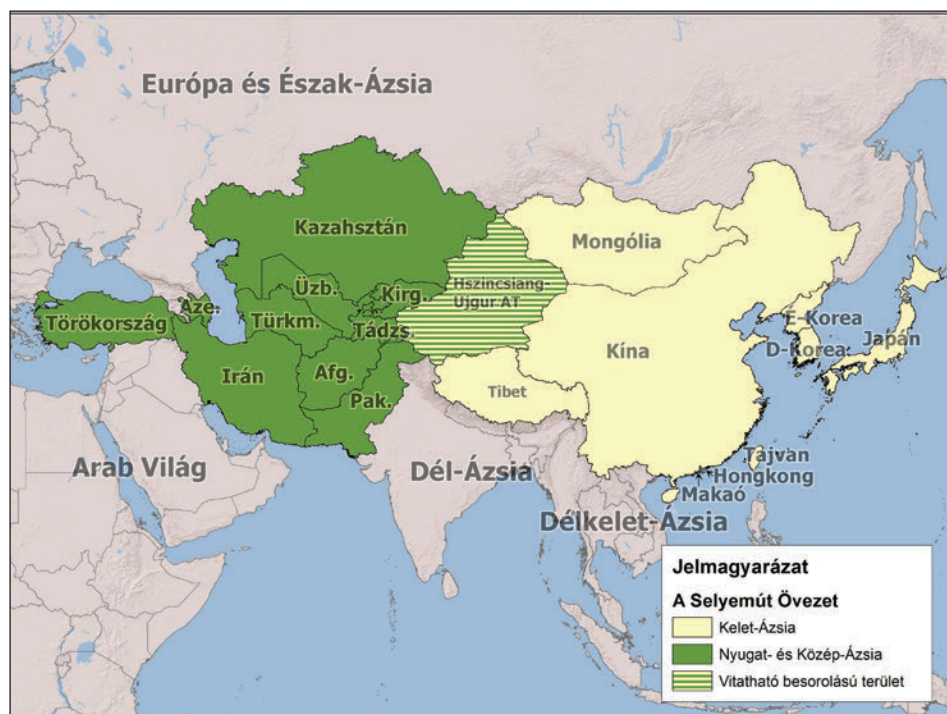 Európa és Észak-Ázsia
Kazahsztán
Mongólia
Hszincsiang-
Ujgur AT
Üzb.
Kirg.
Aze.
Törökország
Türkm.
Tádzs.
É-Korea
Japán
D-Korea
Kína
Irán
Afg.
Tibet
Pak.
Arab Világ
Dél-Ázsia
Tajvan
Hongkong
Makaó
Délkelet-Ázsia
Jelmagyarázat
A Selyemút Övezet
Kelet-Ázsia
Nyugat- és Közép-Ázsia
Vitatható besorolású terület